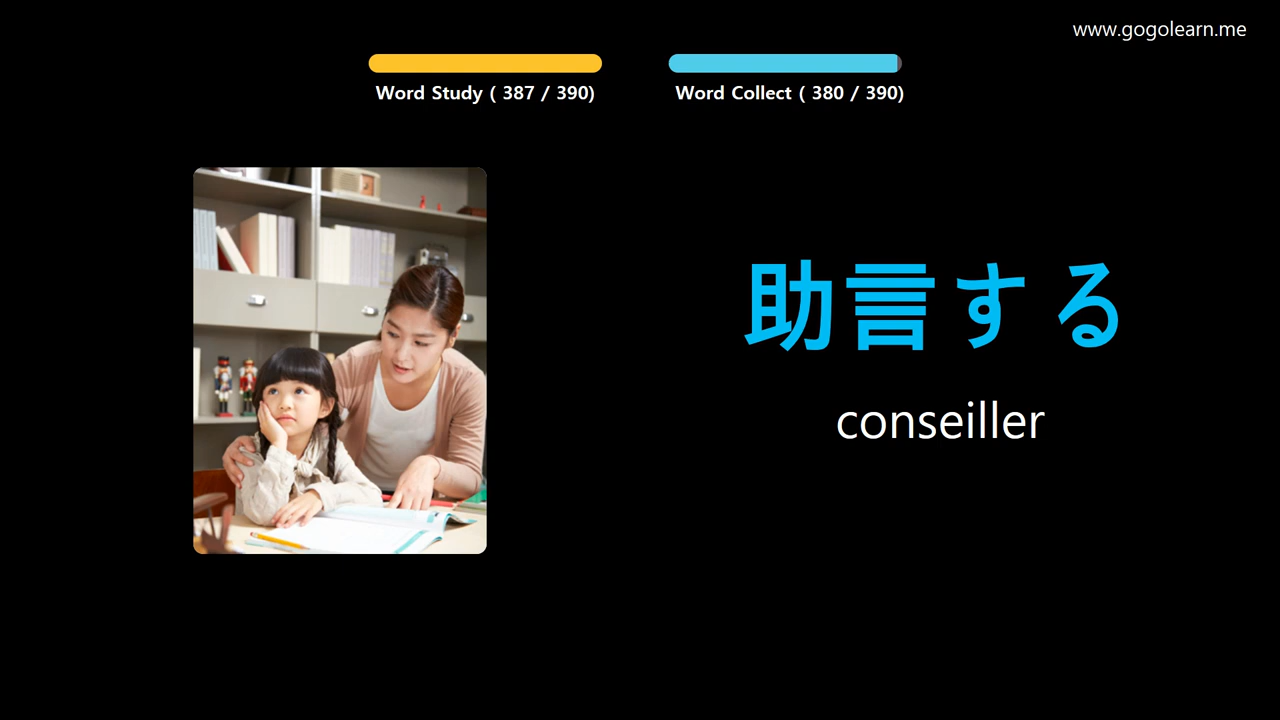 www.gogolearn.me
Word Study ( 387 / 390)
Word Collect ( 380 / 390)
助言する
conseiller